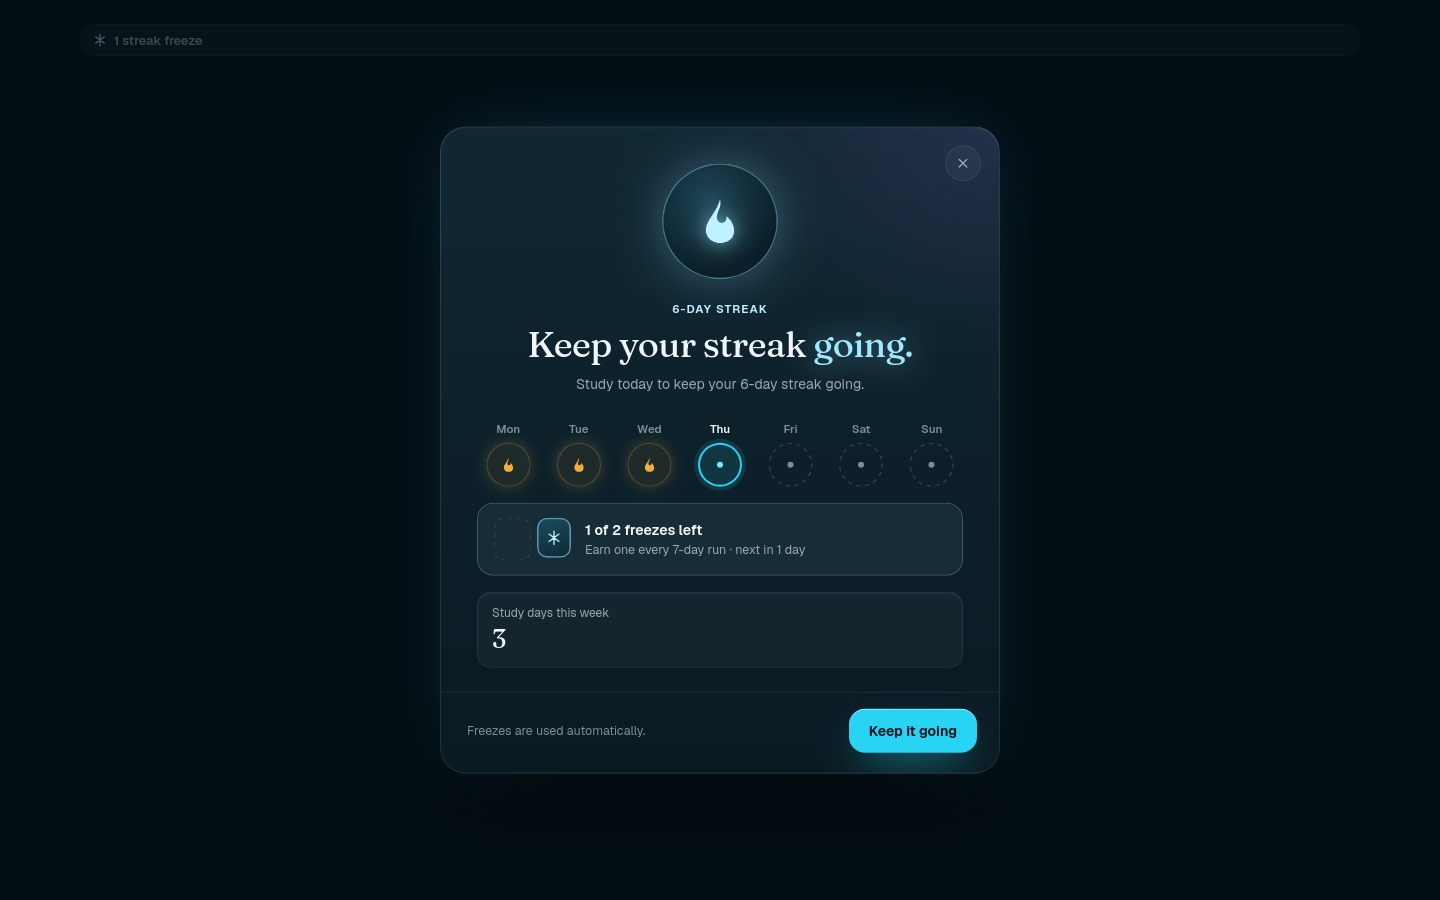 1 streak freeze
6-DAY STREAK
Keep your streak going.
Study today to keep your 6-day streak going.
Mon Tue Wed Thu Fri Sat Sun
1 of 2 freezes left
Earn one every 7-day run · next in 1 day
Study days this week
3
Freezes are used automatically.
Keep it going